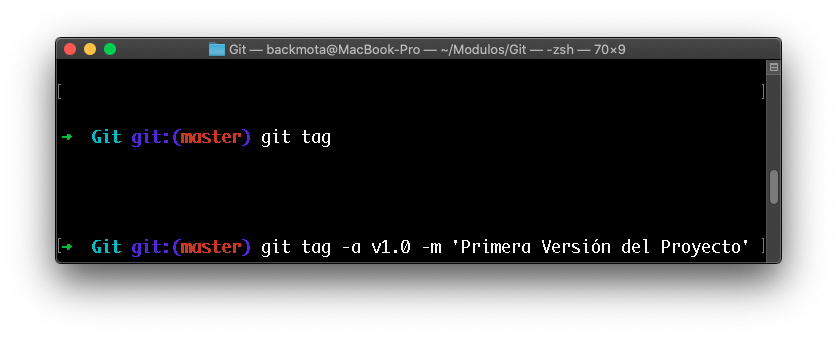 Git — backmota@MacBook-Pro — ~/Modulos/Git — -zsh — 70×9
[ ]
➜ Git git:(master) git tag
[➜ Git git:(master) git tag -a v1.0 -m 'Primera Versión del Proyecto' ]